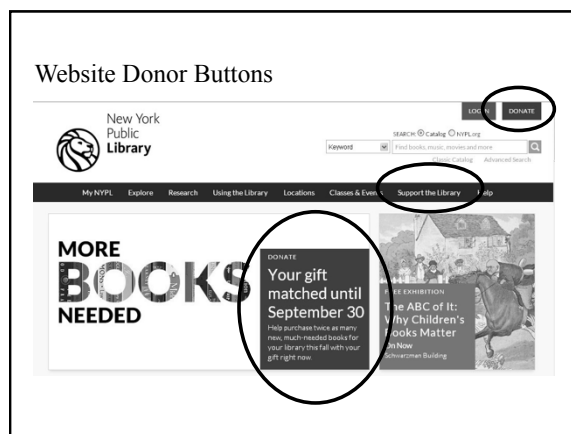 Website Donor Buttons
LOGIN
DONATE
New York
Public
Library
SEARCH: Catalog NYPL.org
Keyword
Find books, music, movies and more
Classic Catalog Advanced Search
My NYPL Explore Research Using the Library Locations Classes & Events Support the Library Help
MORE
BOOKS
NEEDED
DONATE
Your gift
matched until
September 30
Help purchase twice as many
new, much-needed books for
your library this fall with your
gift right now.
FREE EXHIBITION
The ABC of It:
Why Children's
Books Matter
On Now
Schwarzman Building